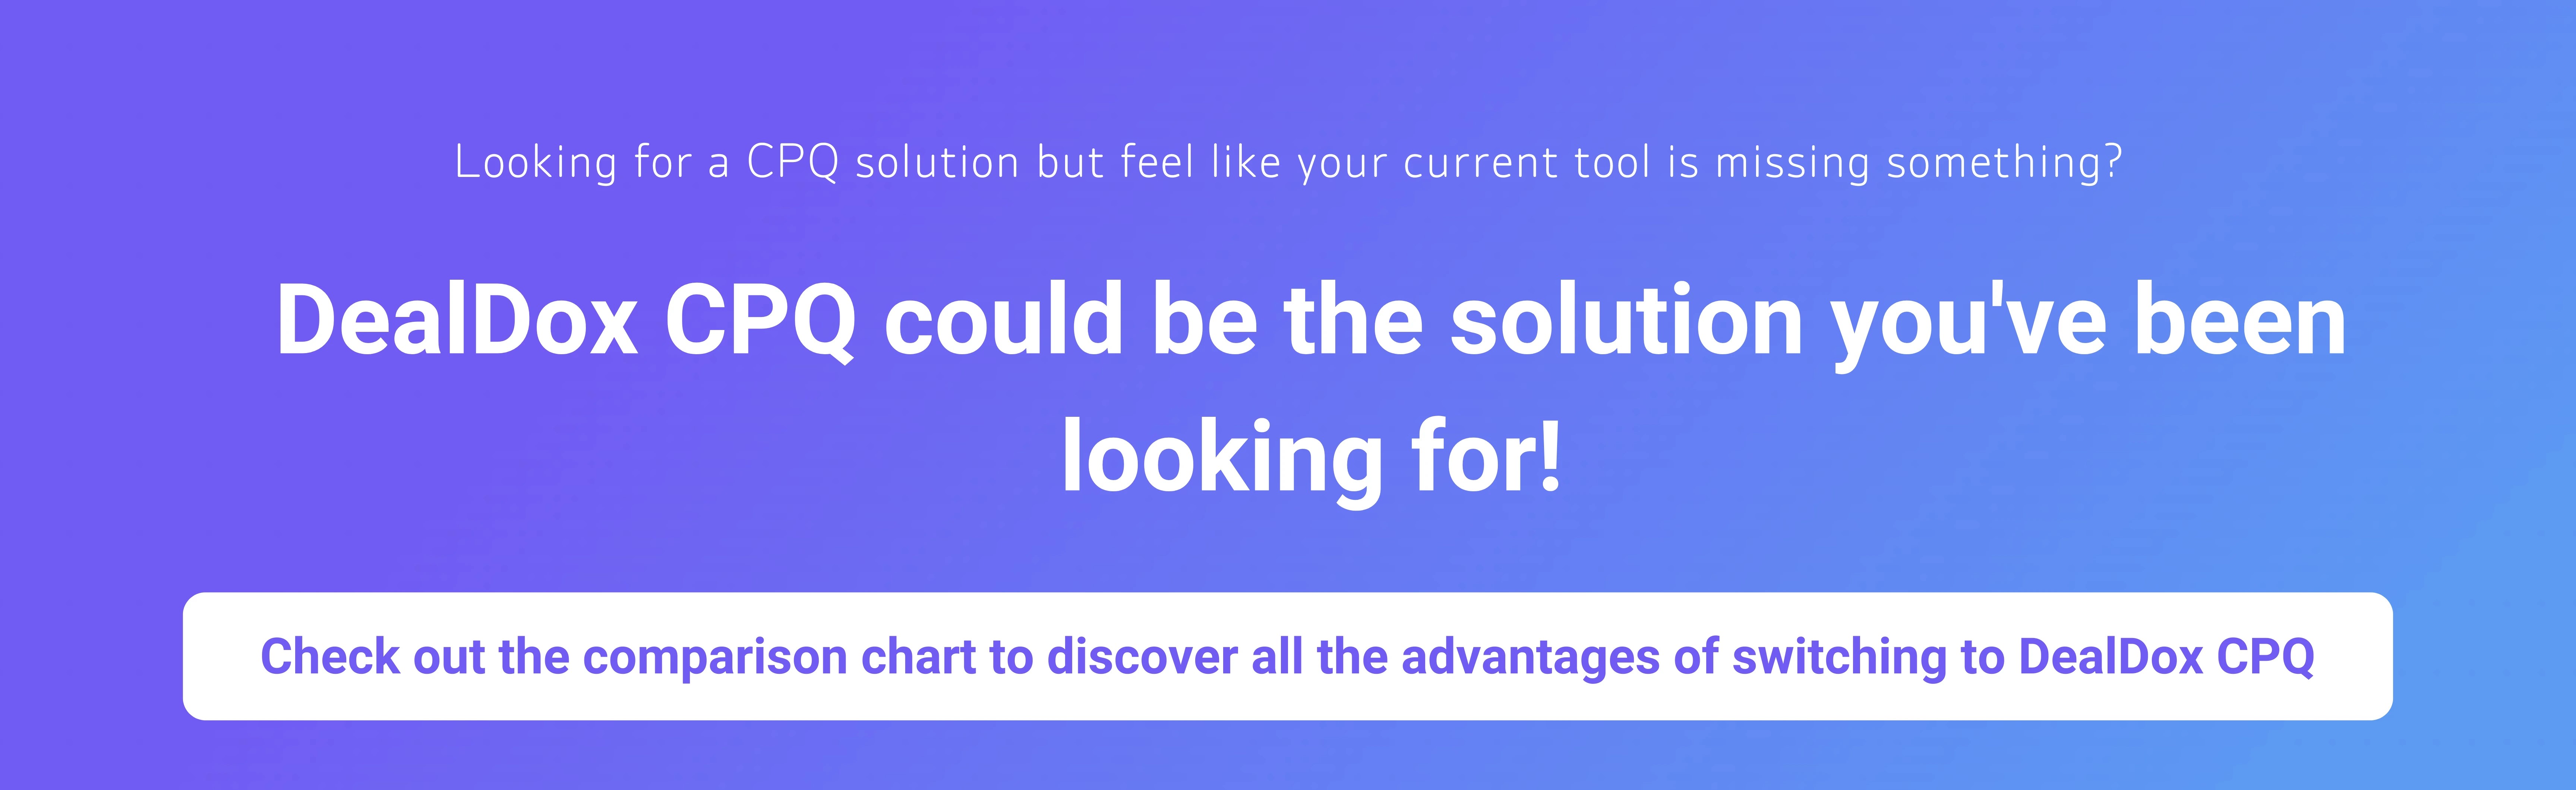 Looking for a CPQ solution but feel like your current tool is missing something?
DealDox CPQ could be the solution you've been
looking for!
Check out the comparison chart to discover all the advantages of switching to DealDox CPQ